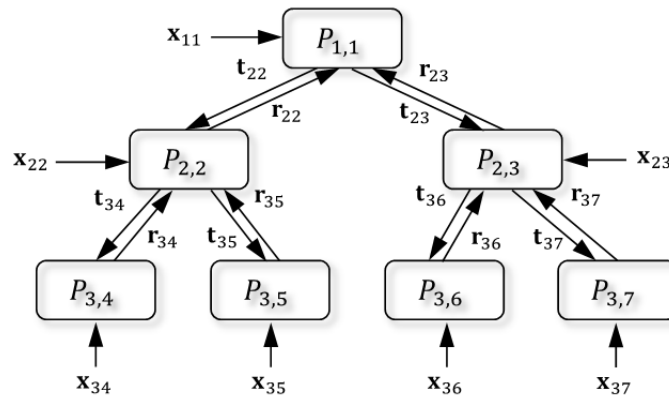 x₁₁ P₁,₁
t₂₂ r₂₃
r₂₂ t₂₃
x₂₂ P₂,₂ P₂,₃ x₂₃
t₃₄ r₃₅ t₃₆ r₃₇
r₃₄ t₃₅ r₃₆ t₃₇
P₃,₄ P₃,₅ P₃,₆ P₃,₇
x₃₄ x₃₅ x₃₆ x₃₇